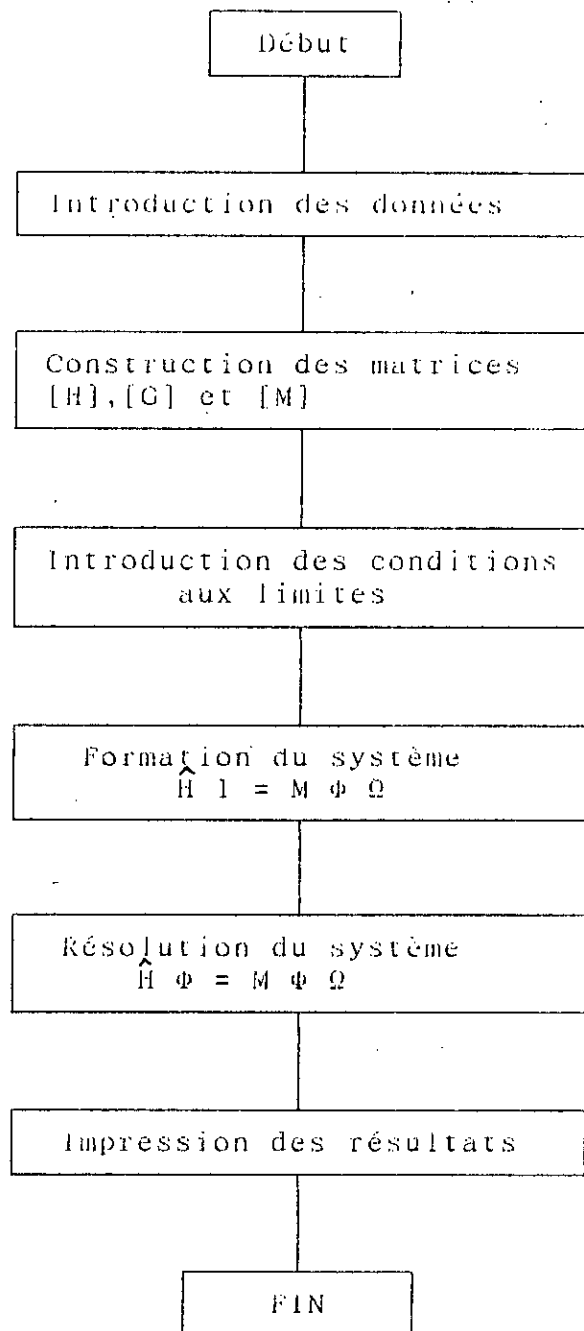 Début
Introduction des données
Construction des matrices
[H],[G] et [M]
Introduction des conditions
aux limites
Formation du système
Ĥ I = M Φ Ω
Résolution du système
Ĥ Φ = M Φ Ω
Impression des résultats
FIN